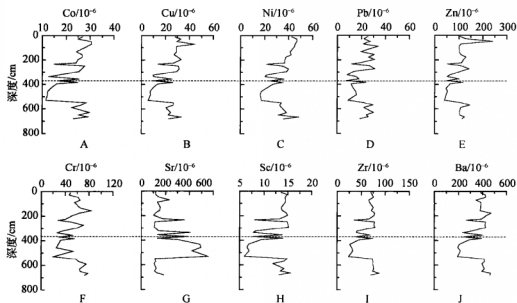 Co/10⁻⁶ Cu/10⁻⁶ Ni/10⁻⁶ Pb/10⁻⁶ Zn/10⁻⁶
10 20 30 40 0 20 40 60 0 20 40 60 0 20 40 60 0 100 200 300
0
200
400
600
800
深度/cm
A B C D E
Cr/10⁻⁶ Sr/10⁻⁶ Sc/10⁻⁶ Zr/10⁻⁶ Ba/10⁻⁶
0 40 80 120 0 200 400 600 5 10 15 20 0 50 100 150 0 200 400 600
0
200
400
600
800
深度/cm
F G H I J